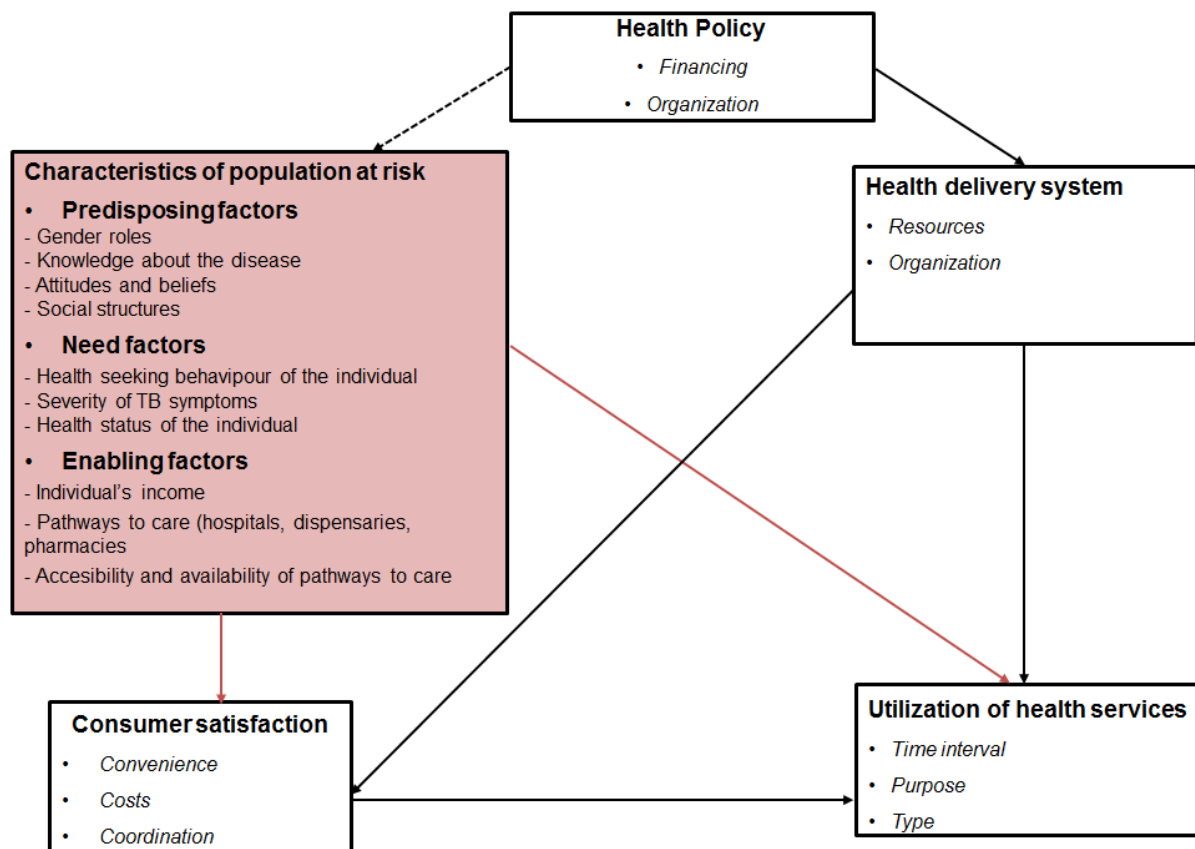 Health Policy
• Financing
• Organization
Characteristics of population at risk
• Predisposing factors
- Gender roles
- Knowledge about the disease
- Attitudes and beliefs
- Social structures
• Need factors
- Health seeking behavipour of the individual
- Severity of TB symptoms
- Health status of the individual
• Enabling factors
- Individual's income
- Pathways to care (hospitals, dispensaries,
pharmacies
- Accesibility and availability of pathways to care
Health delivery system
• Resources
• Organization
Consumer satisfaction
• Convenience
• Costs
• Coordination
Utilization of health services
• Time interval
• Purpose
• Type